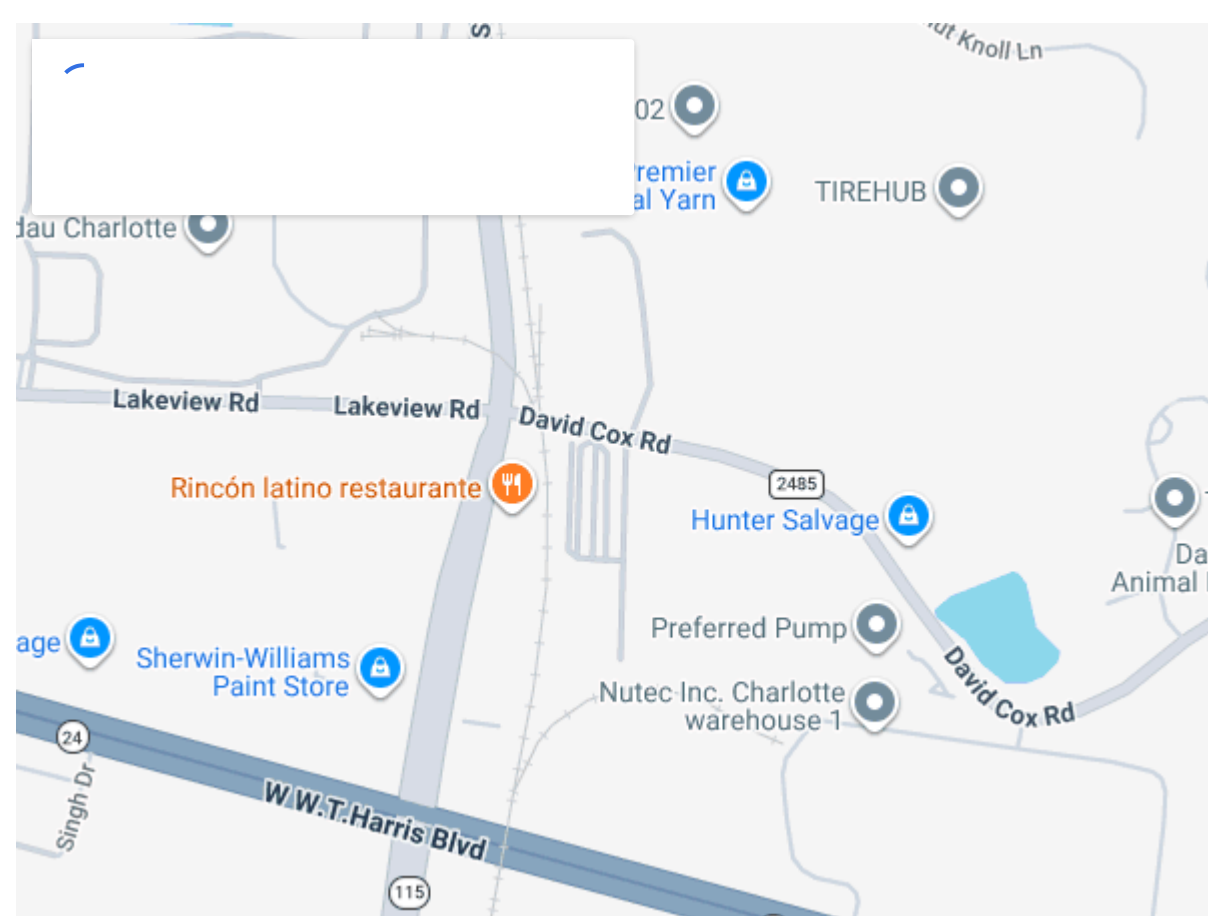 Knoll Ln
02
Premier
al Yarn
TIREHUB
dau Charlotte
Lakeview Rd
Lakeview Rd
David Cox Rd
2485
Rincón latino restaurante
Hunter Salvage
Da
Animal
Preferred Pump
age
Sherwin-Williams
Paint Store
David Cox Rd
Nutec Inc. Charlotte
warehouse 1
24
Singh Dr
W W.T.Harris Blvd
115